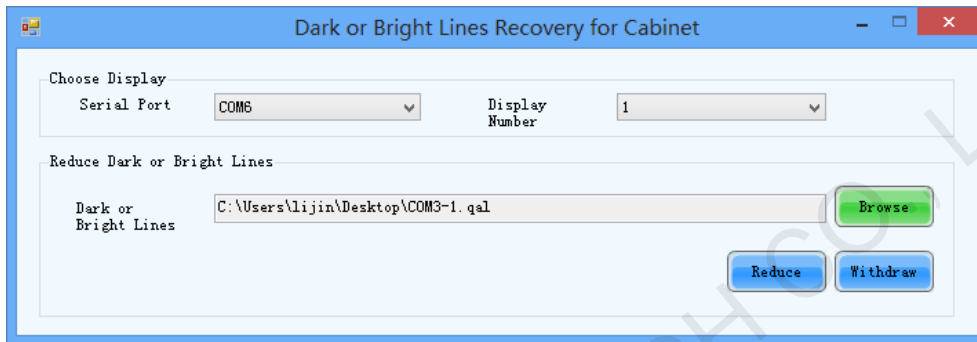 Dark or Bright Lines Recovery for Cabinet
Choose Display
Serial Port COM6 Display Number 1
Reduce Dark or Bright Lines
Dark or Bright Lines C:\Users\lijin\Desktop\COM3-1.qal Browse
Reduce Withdraw